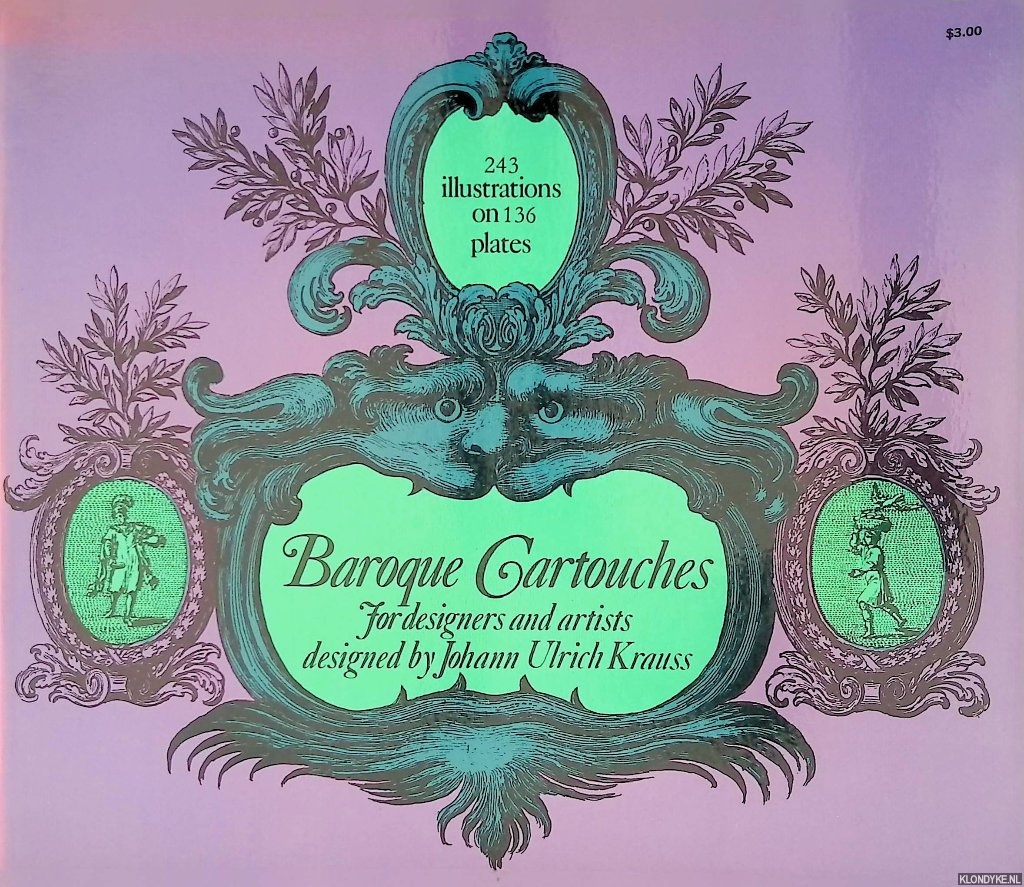 $3.00
243
illustrations
on 136
plates
Baroque Cartouches
For designers and artists
designed by Johann Ulrich Krauss
KLONDYKE.NL